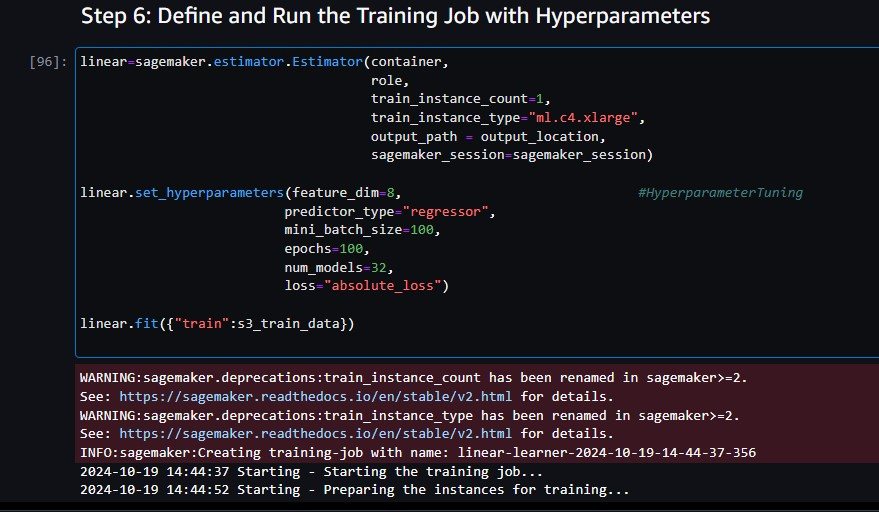 Step 6: Define and Run the Training Job with Hyperparameters
[96]: linear=sagemaker.estimator.Estimator(container,
role,
train_instance_count=1,
train_instance_type="ml.c4.xlarge",
output_path = output_location,
sagemaker_session=sagemaker_session)
linear.set_hyperparameters(feature_dim=8, #HyperparameterTuning
predictor_type="regressor",
mini_batch_size=100,
epochs=100,
num_models=32,
loss="absolute_loss")
linear.fit({"train":s3_train_data})
WARNING:sagemaker.deprecations:train_instance_count has been renamed in sagemaker>=2.
See: https://sagemaker.readthedocs.io/en/stable/v2.html for details.
WARNING:sagemaker.deprecations:train_instance_type has been renamed in sagemaker>=2.
See: https://sagemaker.readthedocs.io/en/stable/v2.html for details.
INFO:sagemaker:Creating training-job with name: linear-learner-2024-10-19-14-44-37-356
2024-10-19 14:44:37 Starting - Starting the training job...
2024-10-19 14:44:52 Starting - Preparing the instances for training...